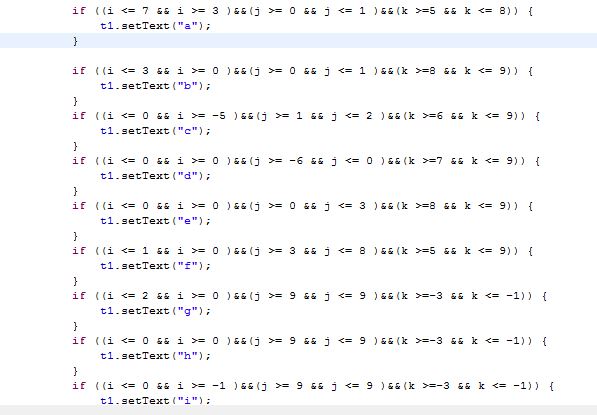 if ((i <= 7 && i >= 3 )&&(j >= 0 && j <= 1 )&&(k >=5 && k <= 8)) {
t1.setText("a");
}
if ((i <= 3 && i >= 0 )&&(j >= 0 && j <= 1 )&&(k >=8 && k <= 9)) {
t1.setText("b");
}
if ((i <= 0 && i >= -5 )&&(j >= 1 && j <= 2 )&&(k >=6 && k <= 9)) {
t1.setText("c");
}
if ((i <= 0 && i >= 0 )&&(j >= -6 && j <= 0 )&&(k >=7 && k <= 9)) {
t1.setText("d");
}
if ((i <= 0 && i >= 0 )&&(j >= 0 && j <= 3 )&&(k >=8 && k <= 9)) {
t1.setText("e");
}
if ((i <= 1 && i >= 0 )&&(j >= 3 && j <= 8 )&&(k >=5 && k <= 9)) {
t1.setText("f");
}
if ((i <= 2 && i >= 0 )&&(j >= 9 && j <= 9 )&&(k >=-3 && k <= -1)) {
t1.setText("g");
}
if ((i <= 0 && i >= 0 )&&(j >= 9 && j <= 9 )&&(k >=-3 && k <= -1)) {
t1.setText("h");
}
if ((i <= 0 && i >= -1 )&&(j >= 9 && j <= 9 )&&(k >=-3 && k <= -1)) {
t1.setText("i");